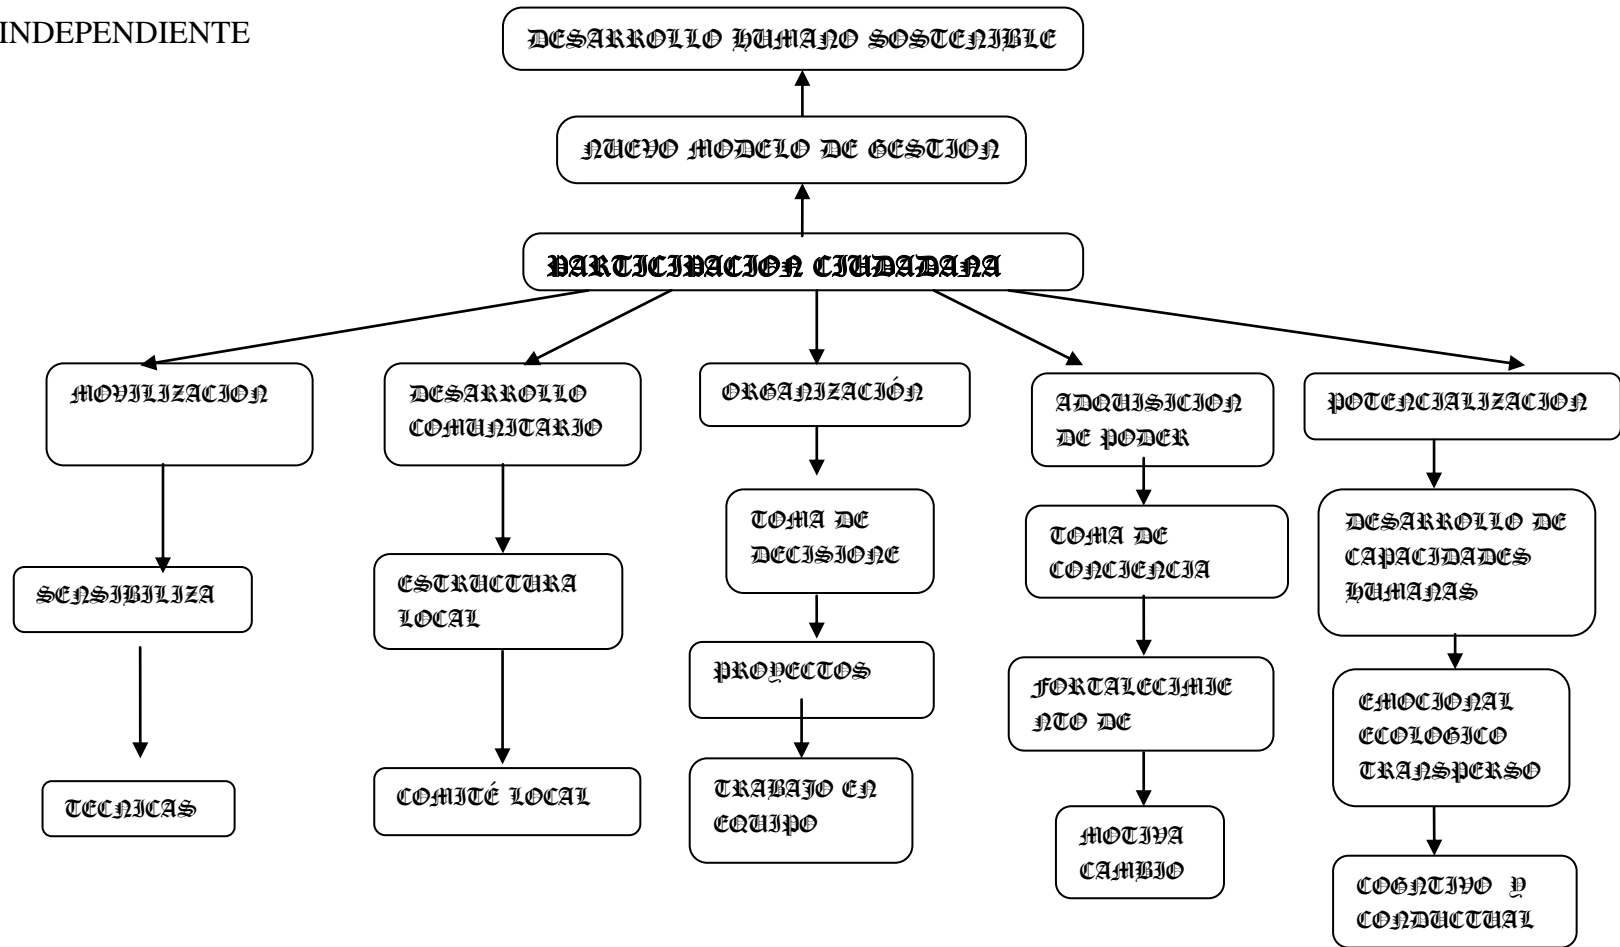 INDEPENDIENTE
DESARROLLO HUMANO SOSTENIBLE
NUEVO MODELO DE GESTION
PARTICIPACION CIUDADANA
MOVILIZACION
SENSIBILIZA
TECNICAS
DESARROLLO
COMUNITARIO
ESTRUCTURA
LOCAL
COMITÉ LOCAL
ORGANIZACIÓN
TOMA DE
DECISIONE
PROYECTOS
TRABAJO EN
EQUIPO
ADQUISICION
DE PODER
TOMA DE
CONCIENCIA
FORTALECIMIE
NTO DE
MOTIVA
CAMBIO
POTENCIALIZACION
DESARROLLO DE
CAPACIDADES
HUMANAS
EMOCIONAL
ECOLOGICO
TRANSPERSO
COGNTIVO Y
CONDUCTUAL